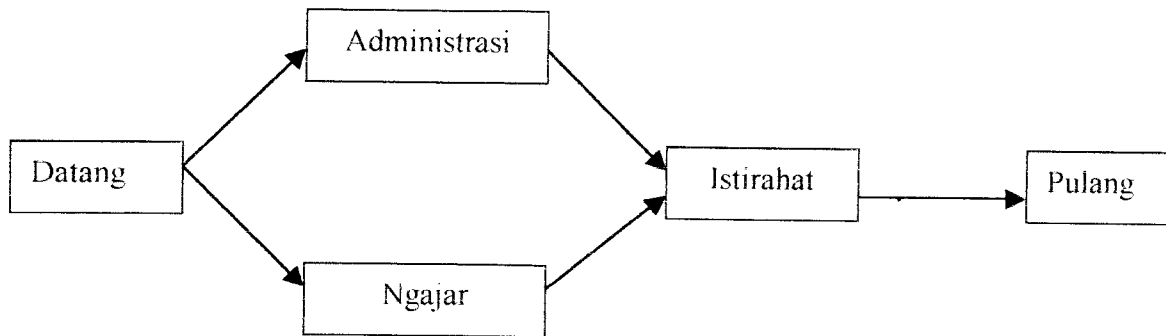 Administrasi
Datang
Istirahat
Pulang
Ngajar